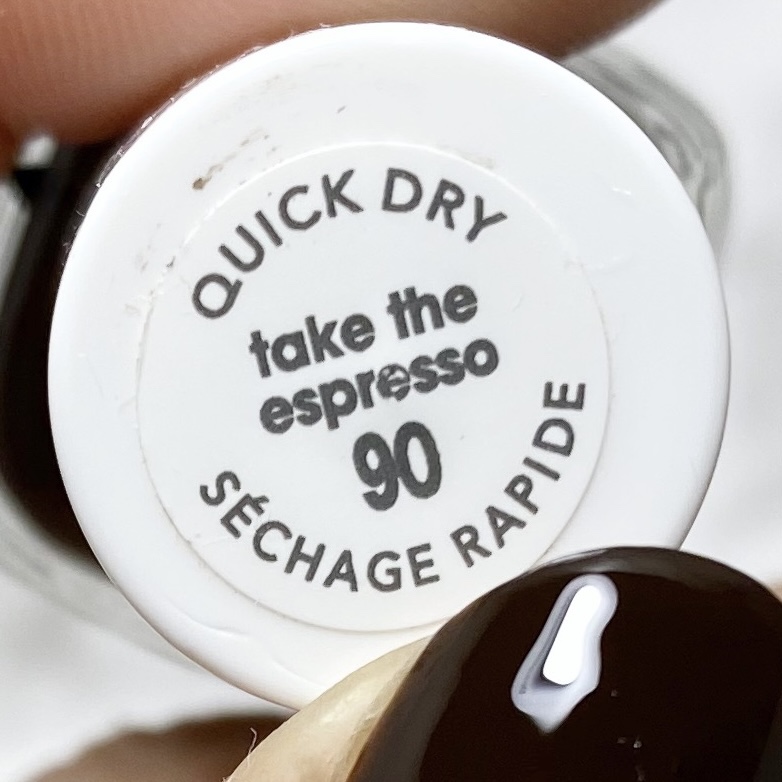 QUICK DRY
take the
espresso
90
SÉCHAGE RAPIDE